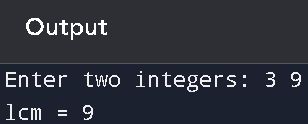 Output
Enter two integers: 3 9
lcm = 9